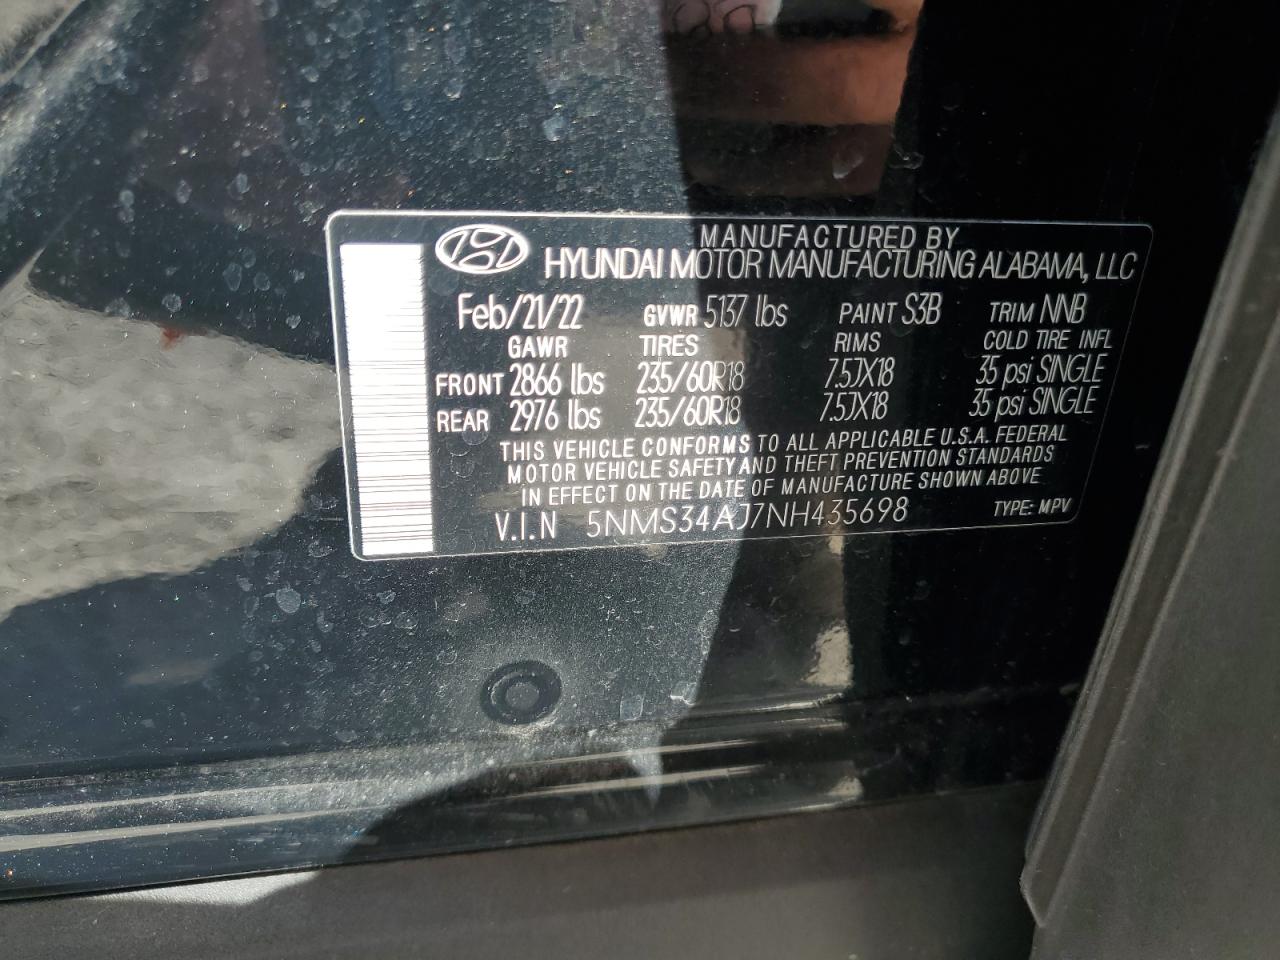 MANUFACTURED BY
HYUNDAI MOTOR MANUFACTURING ALABAMA, LLC
Feb/21/22 GVWR 5137 lbs PAINT S3B TRIM NNB
GAWR TIRES RIMS COLD TIRE INFL
FRONT 2866 lbs 235/60R18 7.5JX18 35 psi SINGLE
REAR 2976 lbs 235/60R18 7.5JX18 35 psi SINGLE
THIS VEHICLE CONFORMS TO ALL APPLICABLE U.S.A. FEDERAL
MOTOR VEHICLE SAFETY AND THEFT PREVENTION STANDARDS
IN EFFECT ON THE DATE OF MANUFACTURE SHOWN ABOVE
V.I.N 5NMS34AJ7NH435698 TYPE: MPV